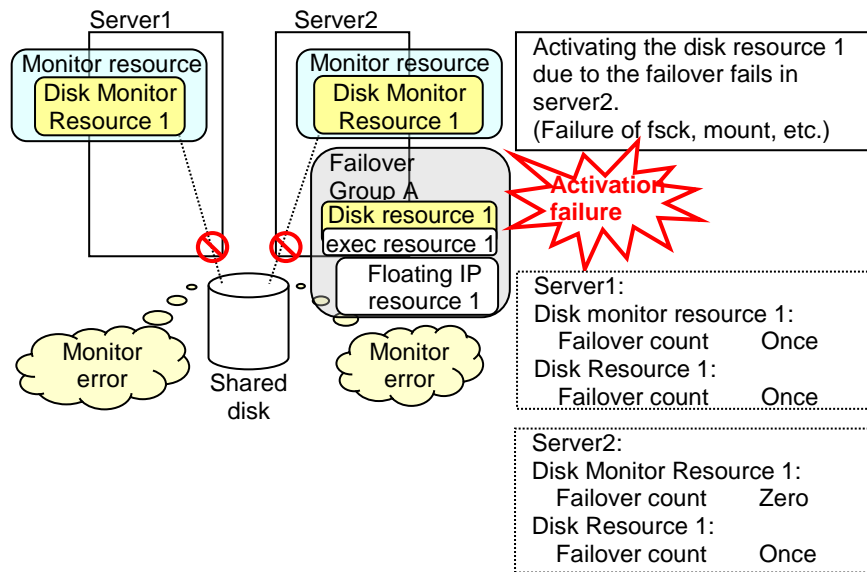 Server1
Server2
Monitor resource
Disk Monitor
Resource 1
Monitor resource
Disk Monitor
Resource 1
Activating the disk resource 1
due to the failover fails in
server2.
(Failure of fsck, mount, etc.)
Failover
Group A
Disk resource 1
exec resource 1
Floating IP
resource 1
Activation
failure
Monitor
error
Shared
disk
Monitor
error
Server1:
Disk monitor resource 1:
Failover count Once
Disk Resource 1:
Failover count Once
Server2:
Disk Monitor Resource 1:
Failover count Zero
Disk Resource 1:
Failover count Once